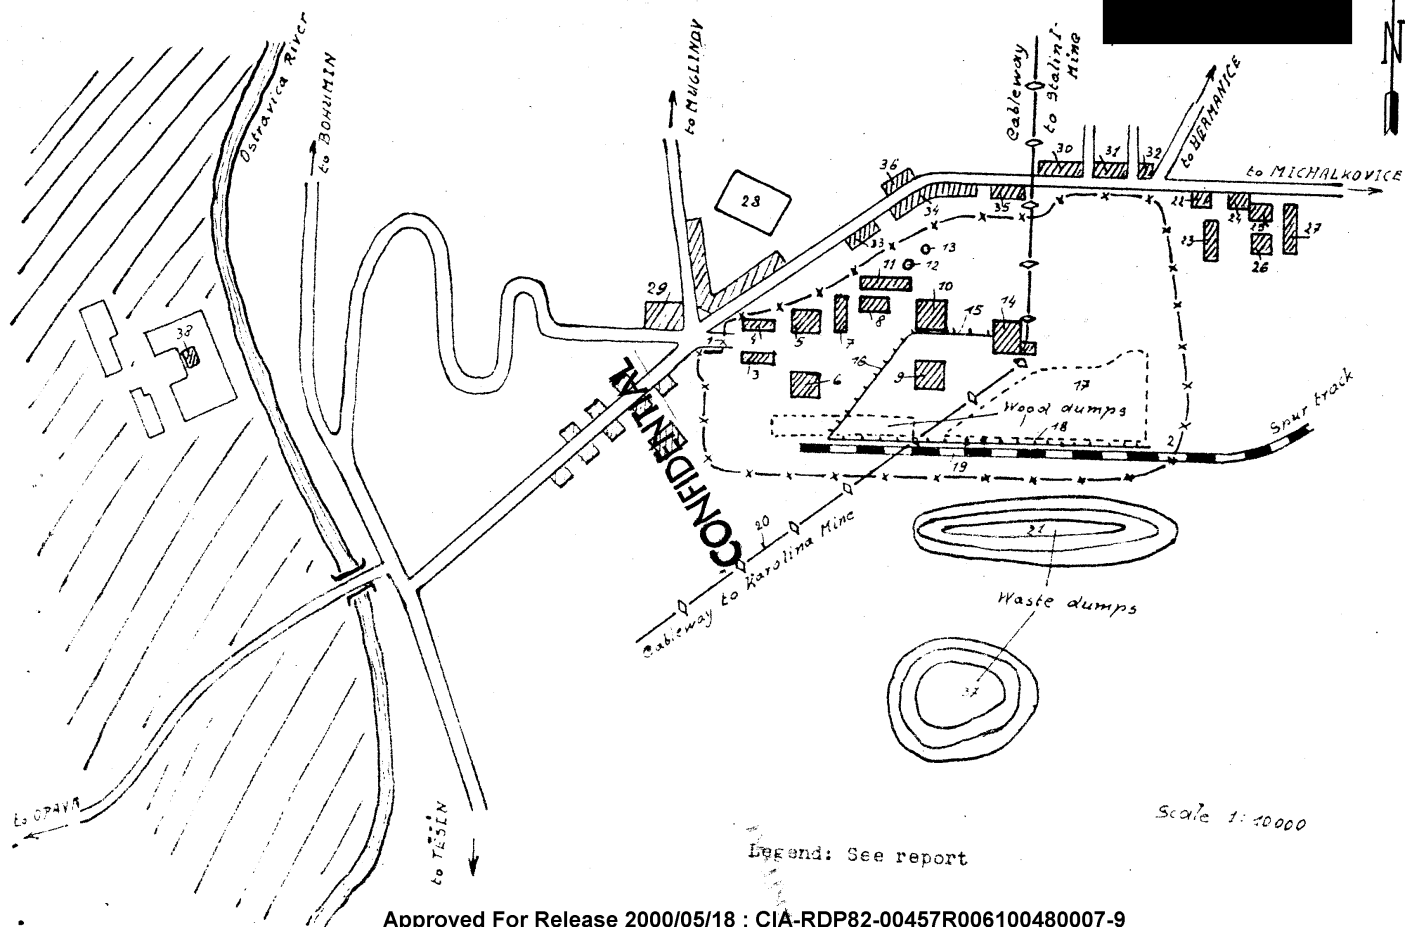 N
Ostravica River
to BOHUMIN
to MUGLINOV
Cableway
to Stalin I-
Mine
to HERMANICE
to MICHALKOVICE
30
31
32
36
28
34
35
33
22
24
25
23
26
27
13
12
11
10
15
14
29
4
5
7
8
1
3
6
16
9
17
38
Wood dumps
18
2
Spur track
19
CONFIDENTIAL
20
Cableway to Karolina Mine
21
Waste dumps
37
to OPAVA
to TĚSIN
Scale 1:10000
Legend: See report
Approved For Release 2000/05/18 : CIA-RDP82-00457R006100480007-9